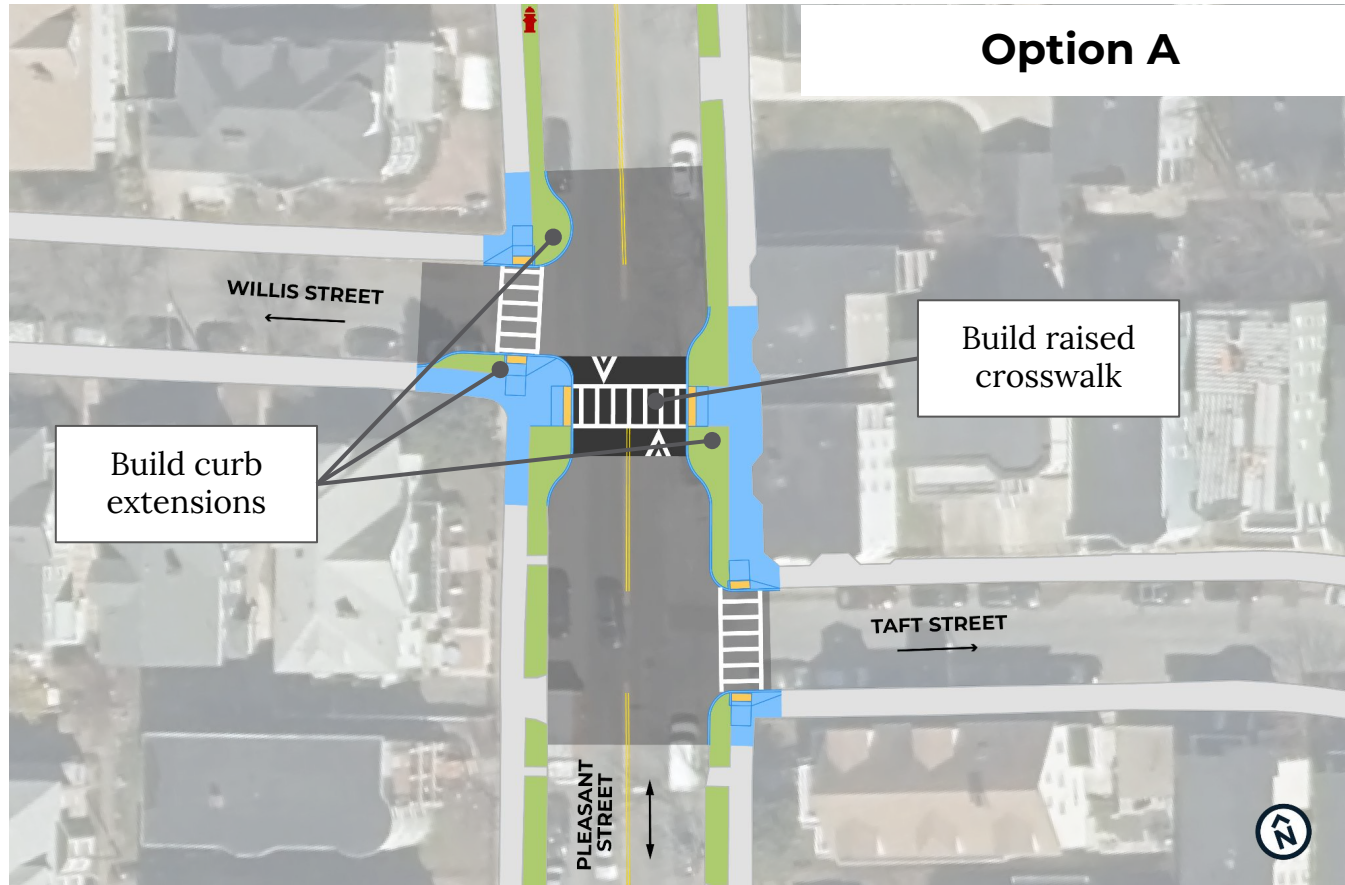 Option A
WILLIS STREET
Build raised
crosswalk
Build curb
extensions
TAFT STREET
PLEASANT
STREET
N